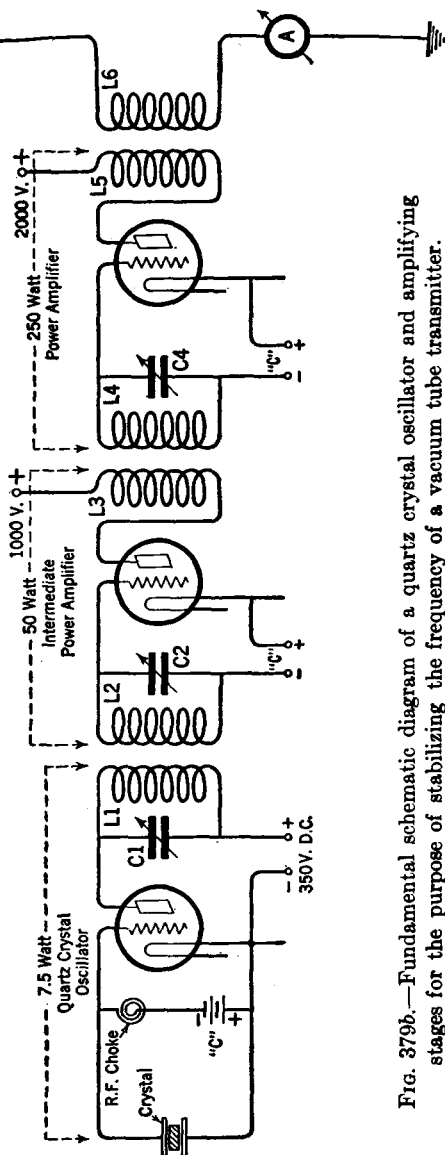 7.5 Watt
Quartz Crystal
Oscillator
50 Watt
Intermediate
Power Amplifier
250 Watt
Power Amplifier
1000 V.
+
2000 V.
+
R.F. Choke
Crystal
"C"
-
+
C1
L1
-
+
350 V. D.C.
L2
C2
"C"
-
+
L3
L4
C4
"C"
-
+
L5
L6
A
FIG. 379b.—Fundamental schematic diagram of a quartz crystal oscillator and amplifying
stages for the purpose of stabilizing the frequency of a vacuum tube transmitter.